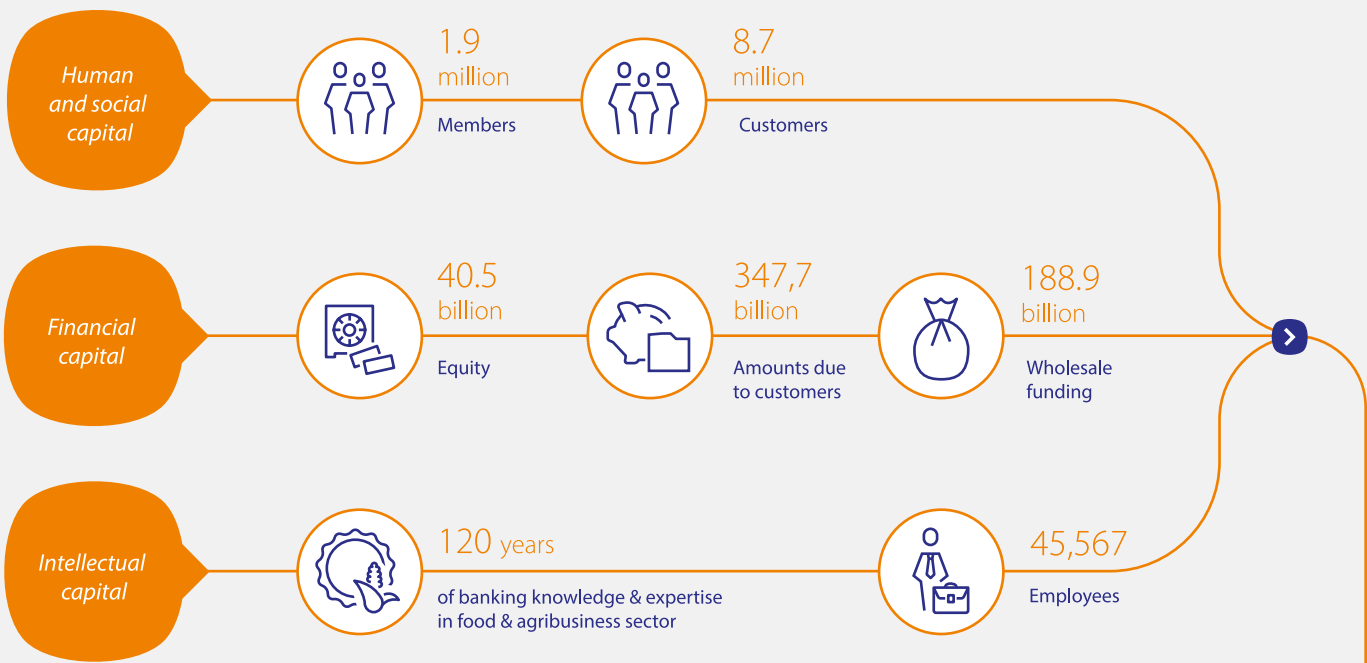 Human
and social
capital
1.9
million
Members
8.7
million
Customers
Financial
capital
40.5
billion
Equity
347,7
billion
Amounts due
to customers
188.9
billion
Wholesale
funding
Intellectual
capital
120 years
of banking knowledge & expertise
in food & agribusiness sector
45,567
Employees